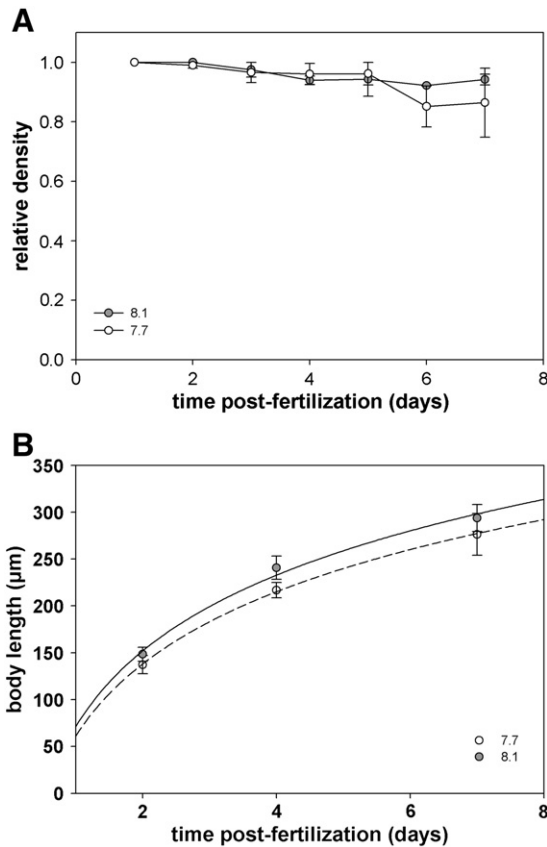 A
relative density
1.0
0.8
0.6
0.4
0.2
0.0
8.1
7.7
0 2 4 6 8
time post-fertilization (days)
B
body length (µm)
350
300
250
200
150
100
50
0
7.7
8.1
2 4 6 8
time post-fertilization (days)